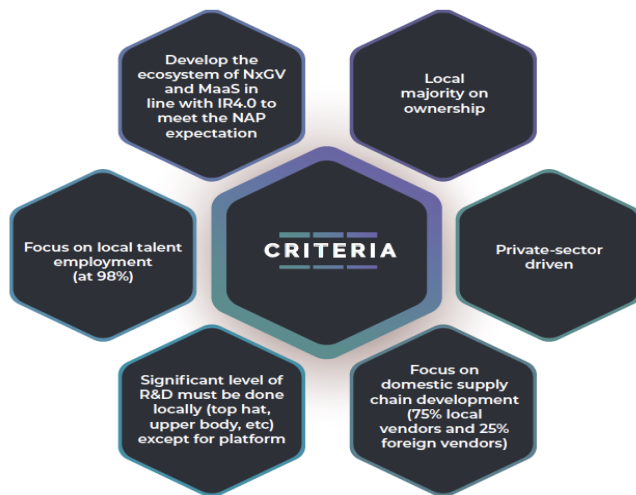 Develop the
ecosystem of NxGV
and MaaS in
line with IR4.0 to
meet the NAP
expectation
Local
majority on
ownership
Focus on local talent
employment
(at 98%)
CRITERIA
Private-sector
driven
Significant level of
R&D must be done
locally (top hat,
upper body, etc)
except for platform
Focus on
domestic supply
chain development
(75% local
vendors and 25%
foreign vendors)